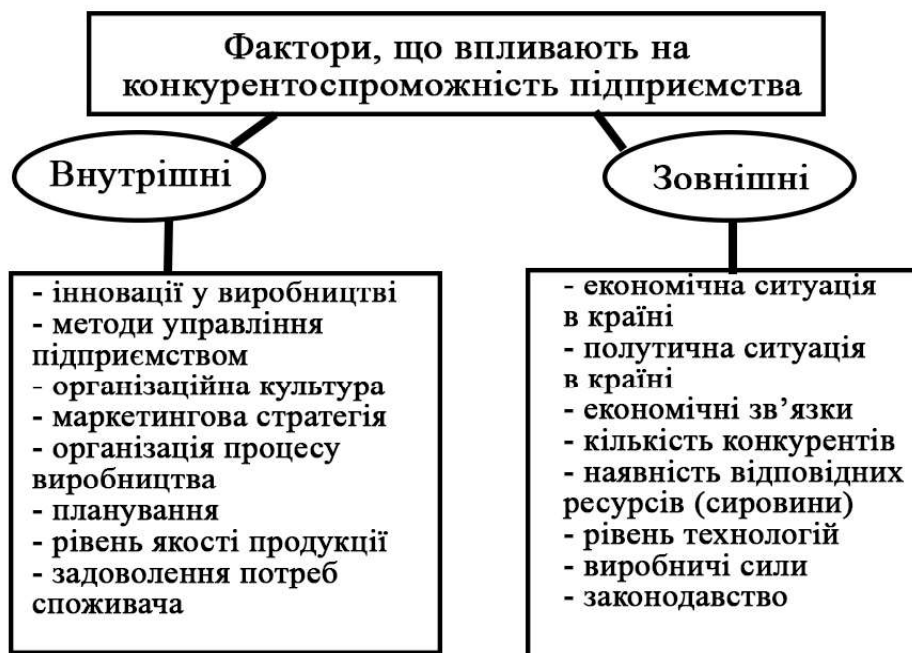 Фактори, що впливають на
конкурентоспроможність підприємства
Внутрішні
- інновації у виробництві
- методи управління
підприємством
- організаційна культура
- маркетингова стратегія
- організація процесу
виробництва
- планування
- рівень якості продукції
- задоволення потреб
споживача
Зовнішні
- економічна ситуація
в країні
- полутична ситуація
в країні
- економічні зв’язки
- кількість конкурентів
- наявність відповідних
ресурсів (сировини)
- рівень технологій
- виробничі сили
- законодавство